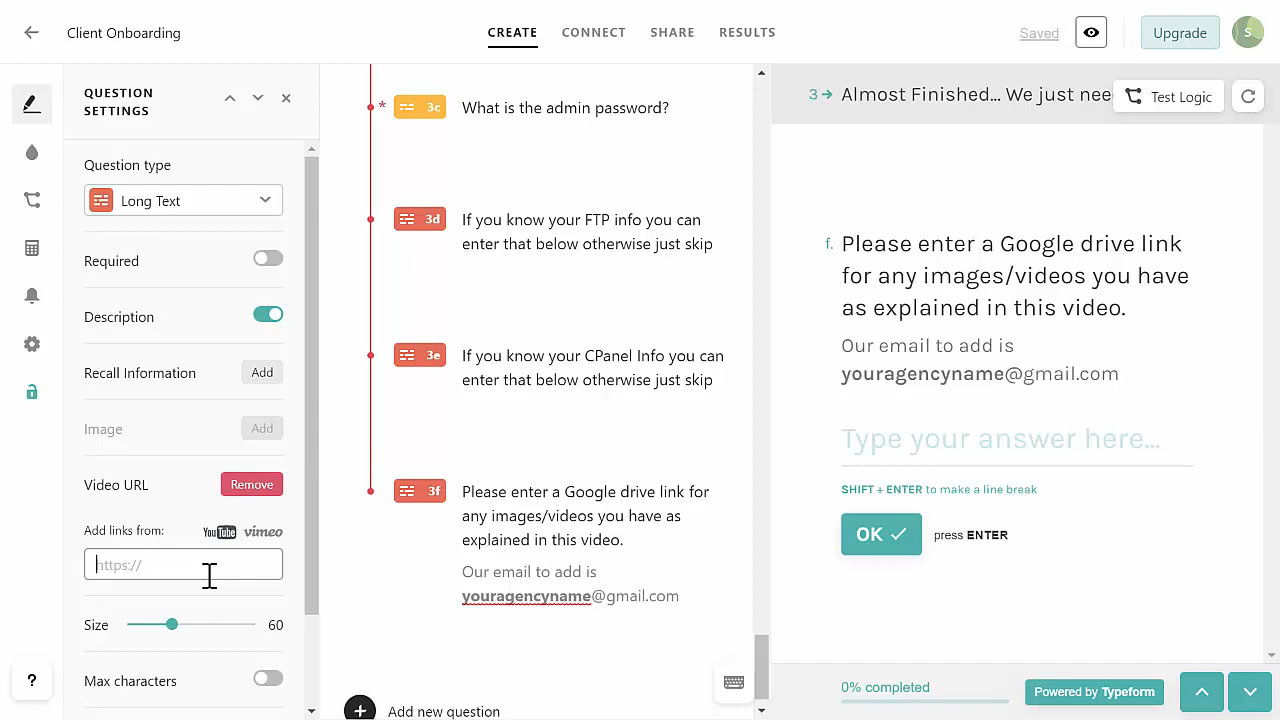 Client Onboarding
CREATE
CONNECT
SHARE
RESULTS
Saved
Upgrade
S
QUESTION
SETTINGS
Question type
Long Text
Required
Description
Recall Information
Add
Image
Add
Video URL
Remove
Add links from:
YouTube
vimeo
https://
Size
60
Max characters
?
* 3c What is the admin password?
3d If you know your FTP info you can
enter that below otherwise just skip
3e If you know your CPanel Info you can
enter that below otherwise just skip
3f Please enter a Google drive link for
any images/videos you have as
explained in this video.
Our email to add is
youragencyname@gmail.com
Add new question
3 → Almost Finished... We just nee
Test Logic
f. Please enter a Google drive link
for any images/videos you have
as explained in this video.
Our email to add is
youragencyname@gmail.com
Type your answer here...
SHIFT + ENTER to make a line break
OK ✓ press ENTER
0% completed
Powered by Typeform